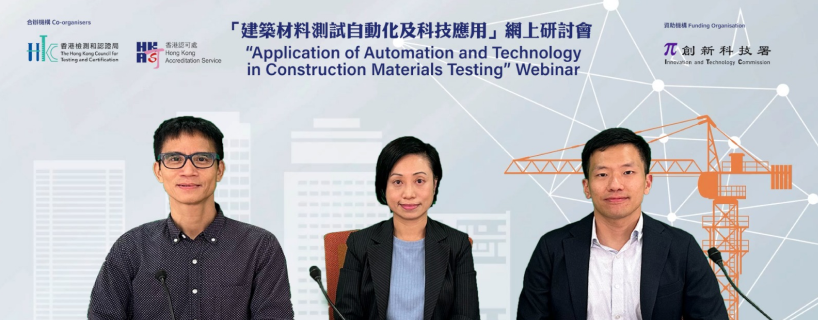 合辦機構 Co-organisers
香港檢測和認證局
The Hong Kong Council for
Testing and Certification
香港認可處
Hong Kong
Accreditation Service
「建築材料測試自動化及科技應用」網上研討會
"Application of Automation and Technology
in Construction Materials Testing" Webinar
資助機構 Funding Organisation
創新科技署
Innovation and Technology Commission